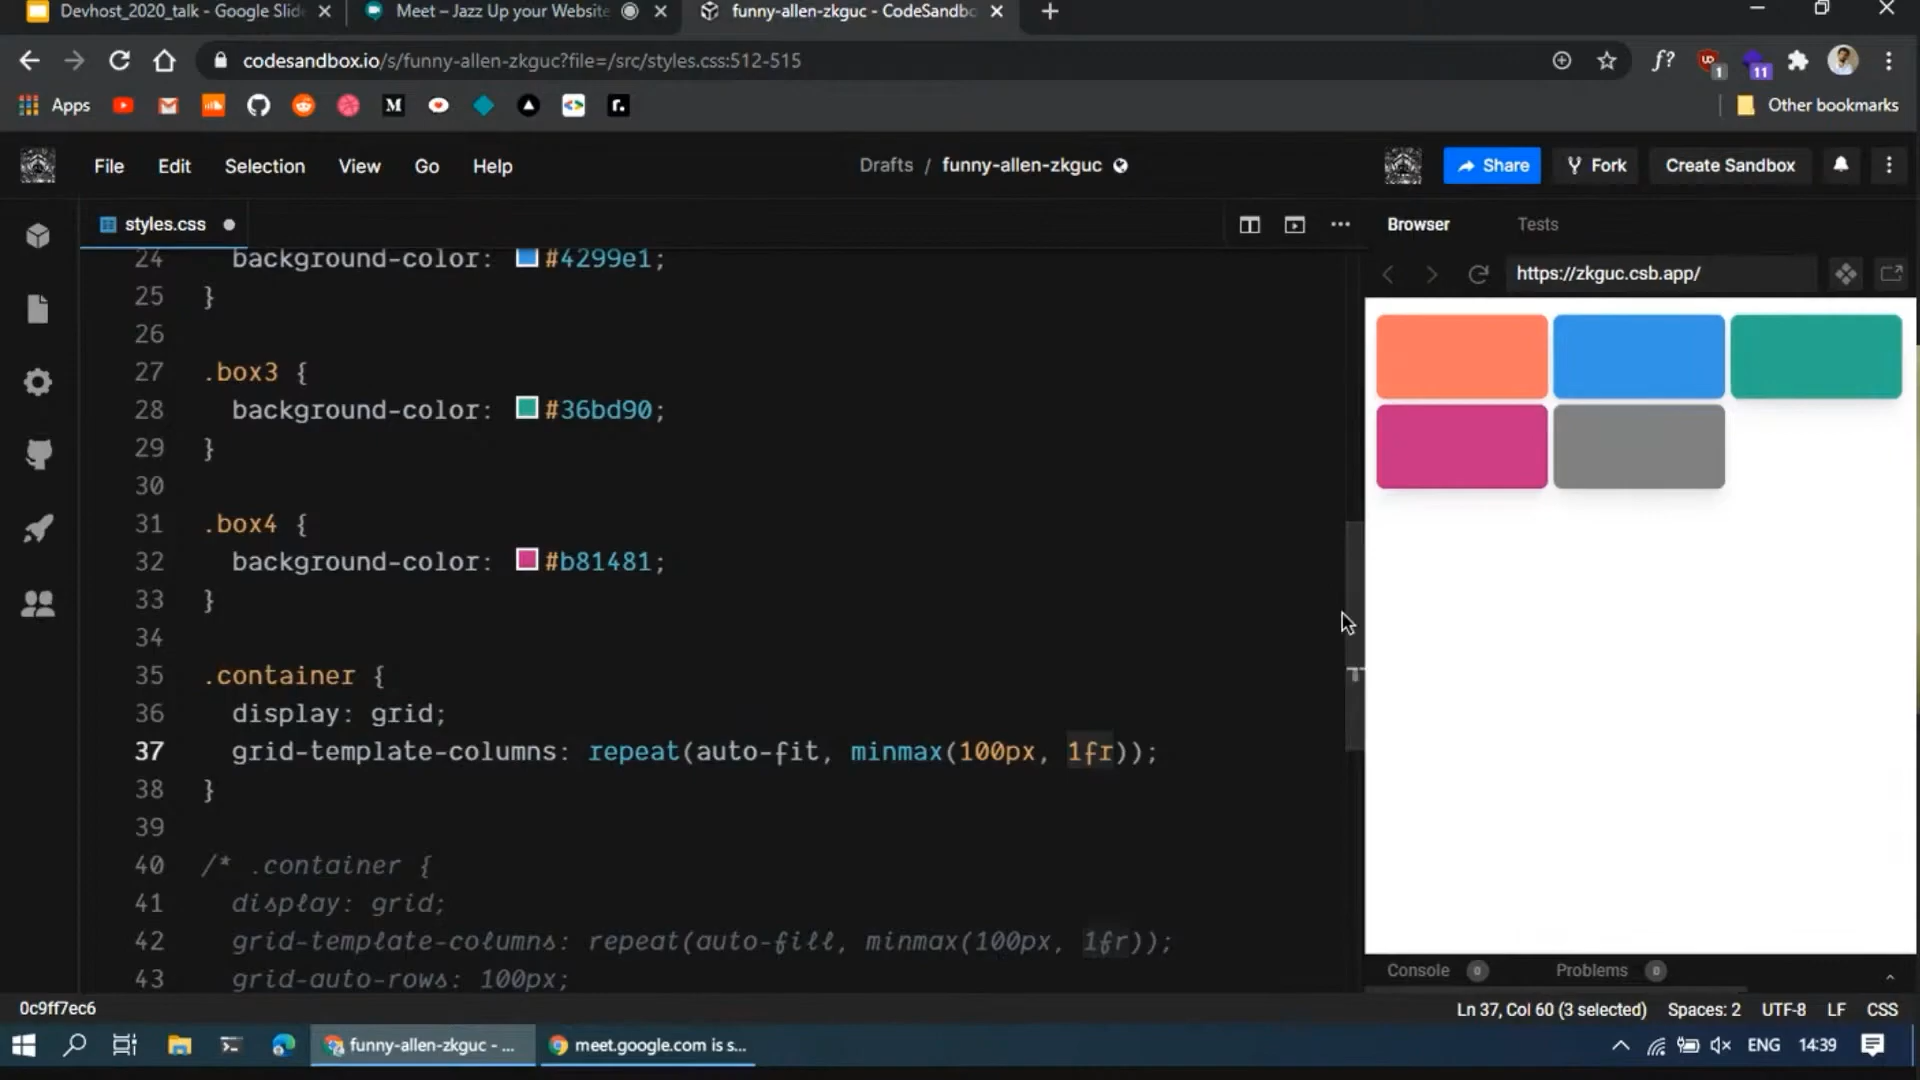 Devhost_2020_talk - Google Slid
Meet – Jazz Up your Website
funny-allen-zkguc - CodeSandbo
codesandbox.io/s/funny-allen-zkguc?file=/src/styles.css:512-515
f?
1
11
Apps
M
r.
Other bookmarks
File Edit Selection View Go Help
Drafts / funny-allen-zkguc
Share
Fork
Create Sandbox
styles.css
Browser
Tests
https://zkguc.csb.app/
24 background-color: #4299e1;
25 }
26
27 .box3 {
28 background-color: #36bd90;
29 }
30
31 .box4 {
32 background-color: #b81481;
33 }
34
35 .container {
36 display: grid;
37 grid-template-columns: repeat(auto-fit, minmax(100px, 1fr));
38 }
39
40 /* .container {
41 display: grid;
42 grid-template-columns: repeat(auto-fill, minmax(100px, 1fr));
43 grid-auto-rows: 100px;
Console 0 Problems 0
0c9ff7ec6
Ln 37, Col 60 (3 selected) Spaces: 2 UTF-8 LF CSS
funny-allen-zkguc - ...
meet.google.com is s...
ENG 14:39